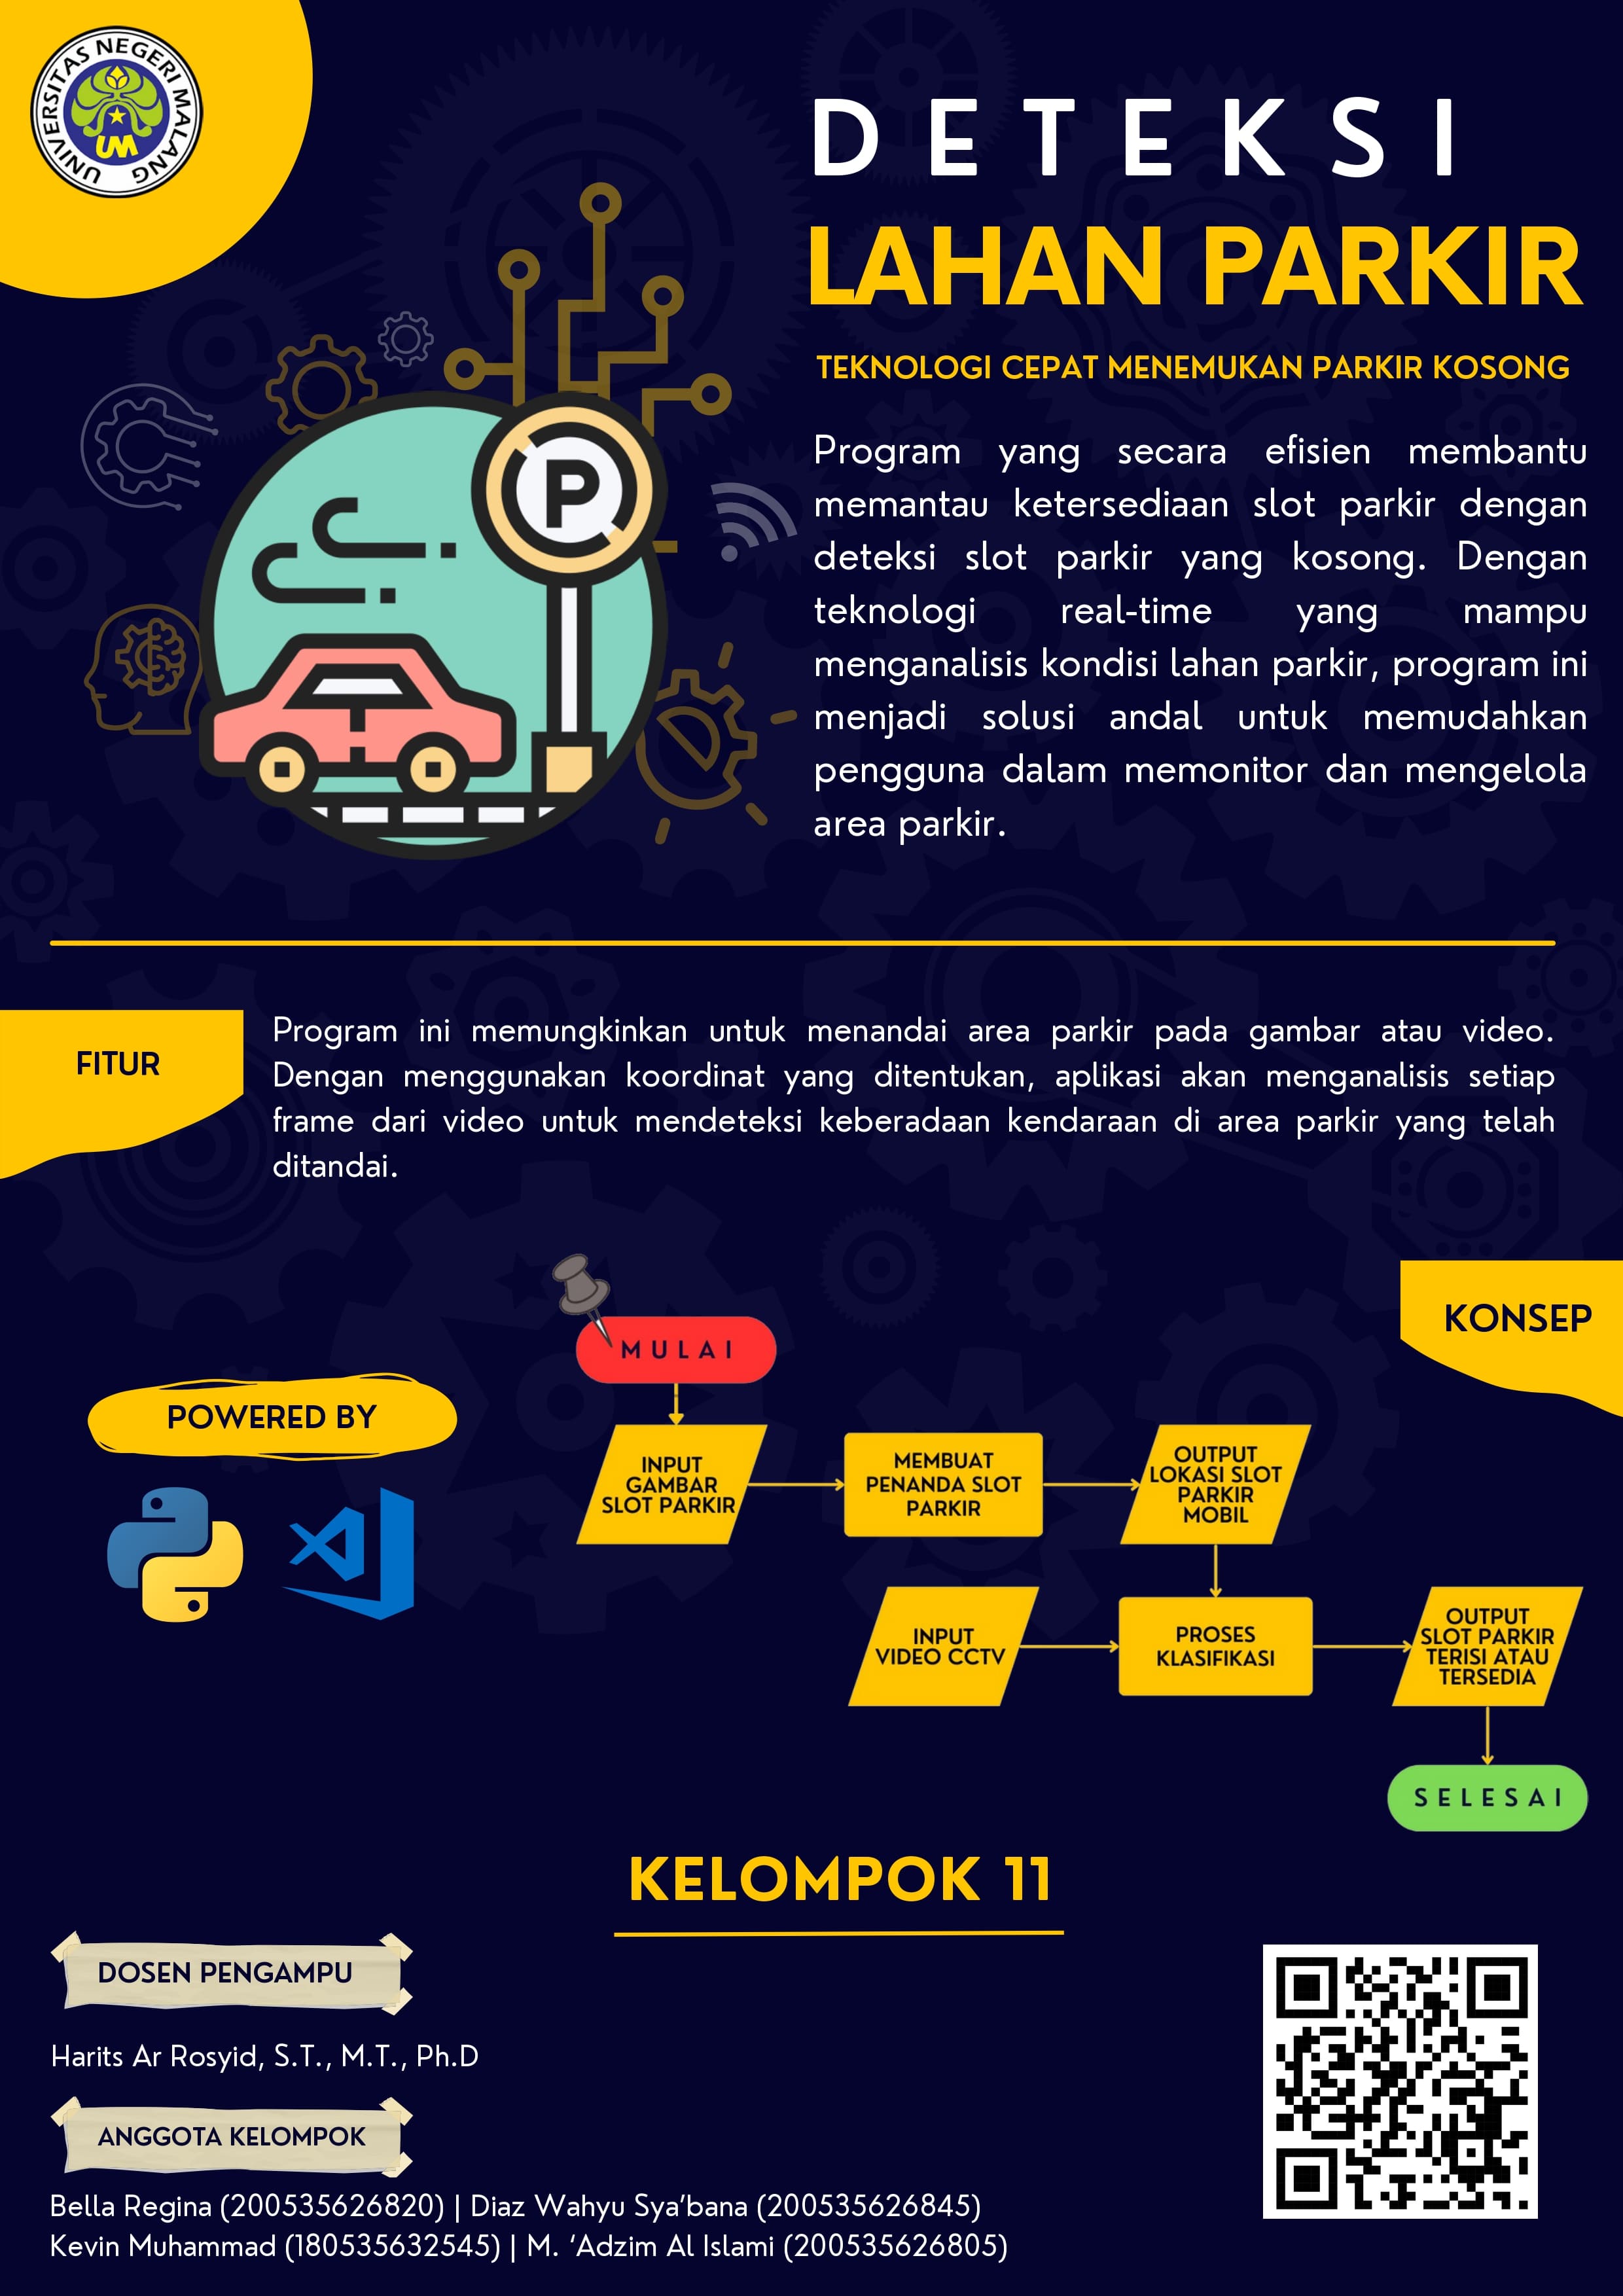 UNIVERSITAS NEGERI MALANG
UM
DETEKSI
LAHAN PARKIR
TEKNOLOGI CEPAT MENEMUKAN PARKIR KOSONG
Program yang secara efisien membantu
memantau ketersediaan slot parkir dengan
deteksi slot parkir yang kosong. Dengan
teknologi real-time yang mampu
menganalisis kondisi lahan parkir, program ini
menjadi solusi andal untuk memudahkan
pengguna dalam memonitor dan mengelola
area parkir.
P
FITUR
Program ini memungkinkan untuk menandai area parkir pada gambar atau video.
Dengan menggunakan koordinat yang ditentukan, aplikasi akan menganalisis setiap
frame dari video untuk mendeteksi keberadaan kendaraan di area parkir yang telah
ditandai.
KONSEP
POWERED BY
MULAI
INPUT
GAMBAR
SLOT PARKIR
MEMBUAT
PENANDA SLOT
PARKIR
OUTPUT
LOKASI SLOT
PARKIR
MOBIL
INPUT
VIDEO CCTV
PROSES
KLASIFIKASI
OUTPUT
SLOT PARKIR
TERISI ATAU
TERSEDIA
SELESAI
KELOMPOK 11
DOSEN PENGAMPU
Harits Ar Rosyid, S.T., M.T., Ph.D
ANGGOTA KELOMPOK
Bella Regina (200535626820) | Diaz Wahyu Sya'bana (200535626845)
Kevin Muhammad (180535632545) | M. 'Adzim Al Islami (200535626805)